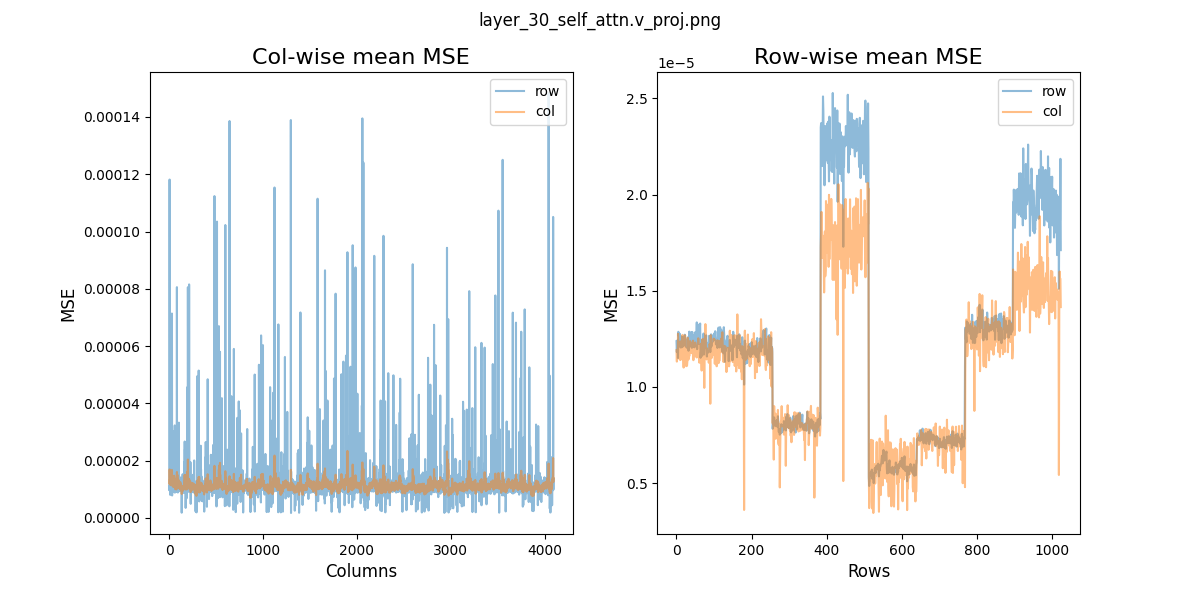 layer_30_self_attn.v_proj.png
Col-wise mean MSE
row
col
MSE
0.00014
0.00012
0.00010
0.00008
0.00006
0.00004
0.00002
0.00000
0 1000 2000 3000 4000
Columns
Row-wise mean MSE
1e−5
row
col
MSE
2.5
2.0
1.5
1.0
0.5
0 200 400 600 800 1000
Rows